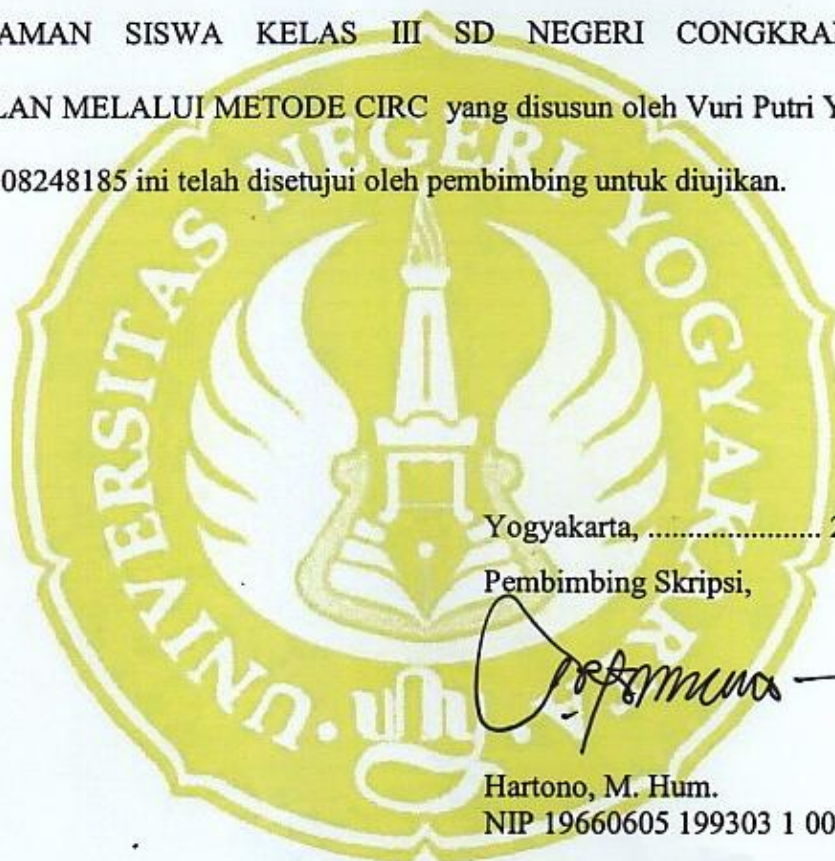 AMAN SISWA KELAS III SD NEGERI CONGKRA
LAN MELALUI METODE CIRC yang disusun oleh Vuri Putri Y
08248185 ini telah disetujui oleh pembimbing untuk diujikan.
UNIVERSITAS NEGERI YOGYAKARTA
Yogyakarta, ...................... 2
Pembimbing Skripsi,
Hartono, M. Hum.
NIP 19660605 199303 1 00